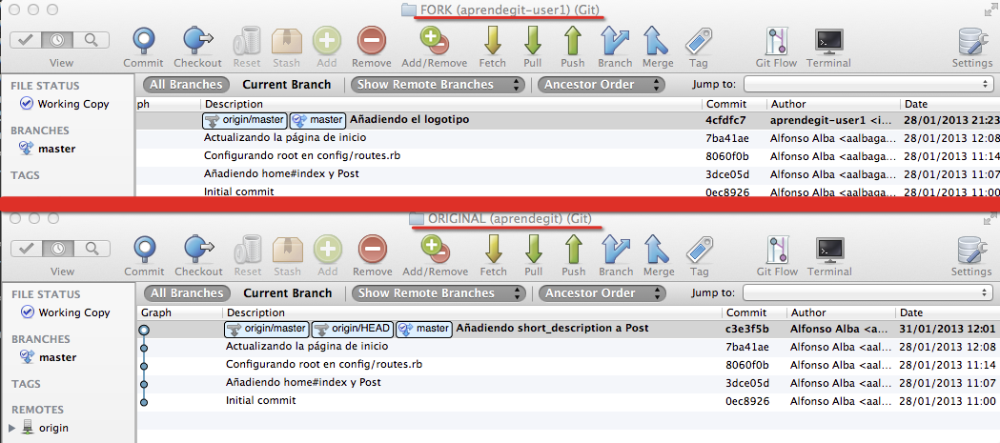 FORK (aprendegit-user1) (Git)
View Commit Checkout Reset Stash Add Remove Add/Remove Fetch Pull Push Branch Merge Tag Git Flow Terminal Settings
FILE STATUS
Working Copy
BRANCHES
master
TAGS
All Branches Current Branch Show Remote Branches Ancestor Order Jump to:
ph Description Commit Author Date
origin/master master Añadiendo el logotipo 4cfdfc7 aprendegit-user1 <i... 28/01/2013 21:23
Actualizando la página de inicio 7ba41ae Alfonso Alba <aalbaga... 28/01/2013 12:08
Configurando root en config/routes.rb 8060f0b Alfonso Alba <aalbaga... 28/01/2013 11:14
Añadiendo home#index y Post 3dce05d Alfonso Alba <aalbaga... 28/01/2013 11:07
Initial commit 0ec8926 Alfonso Alba <aalbaga... 28/01/2013 11:00
ORIGINAL (aprendegit) (Git)
View Commit Checkout Reset Stash Add Remove Add/Remove Fetch Pull Push Branch Merge Tag Git Flow Terminal Settings
FILE STATUS
Working Copy
BRANCHES
master
TAGS
REMOTES
origin
All Branches Current Branch Show Remote Branches Ancestor Order Jump to:
Graph Description Commit Author Date
origin/master origin/HEAD master Añadiendo short_description a Post c3e3f5b Alfonso Alba <a... 31/01/2013 12:01
Actualizando la página de inicio 7ba41ae Alfonso Alba <aal... 28/01/2013 12:08
Configurando root en config/routes.rb 8060f0b Alfonso Alba <aal... 28/01/2013 11:14
Añadiendo home#index y Post 3dce05d Alfonso Alba <aal... 28/01/2013 11:07
Initial commit 0ec8926 Alfonso Alba <aal... 28/01/2013 11:00